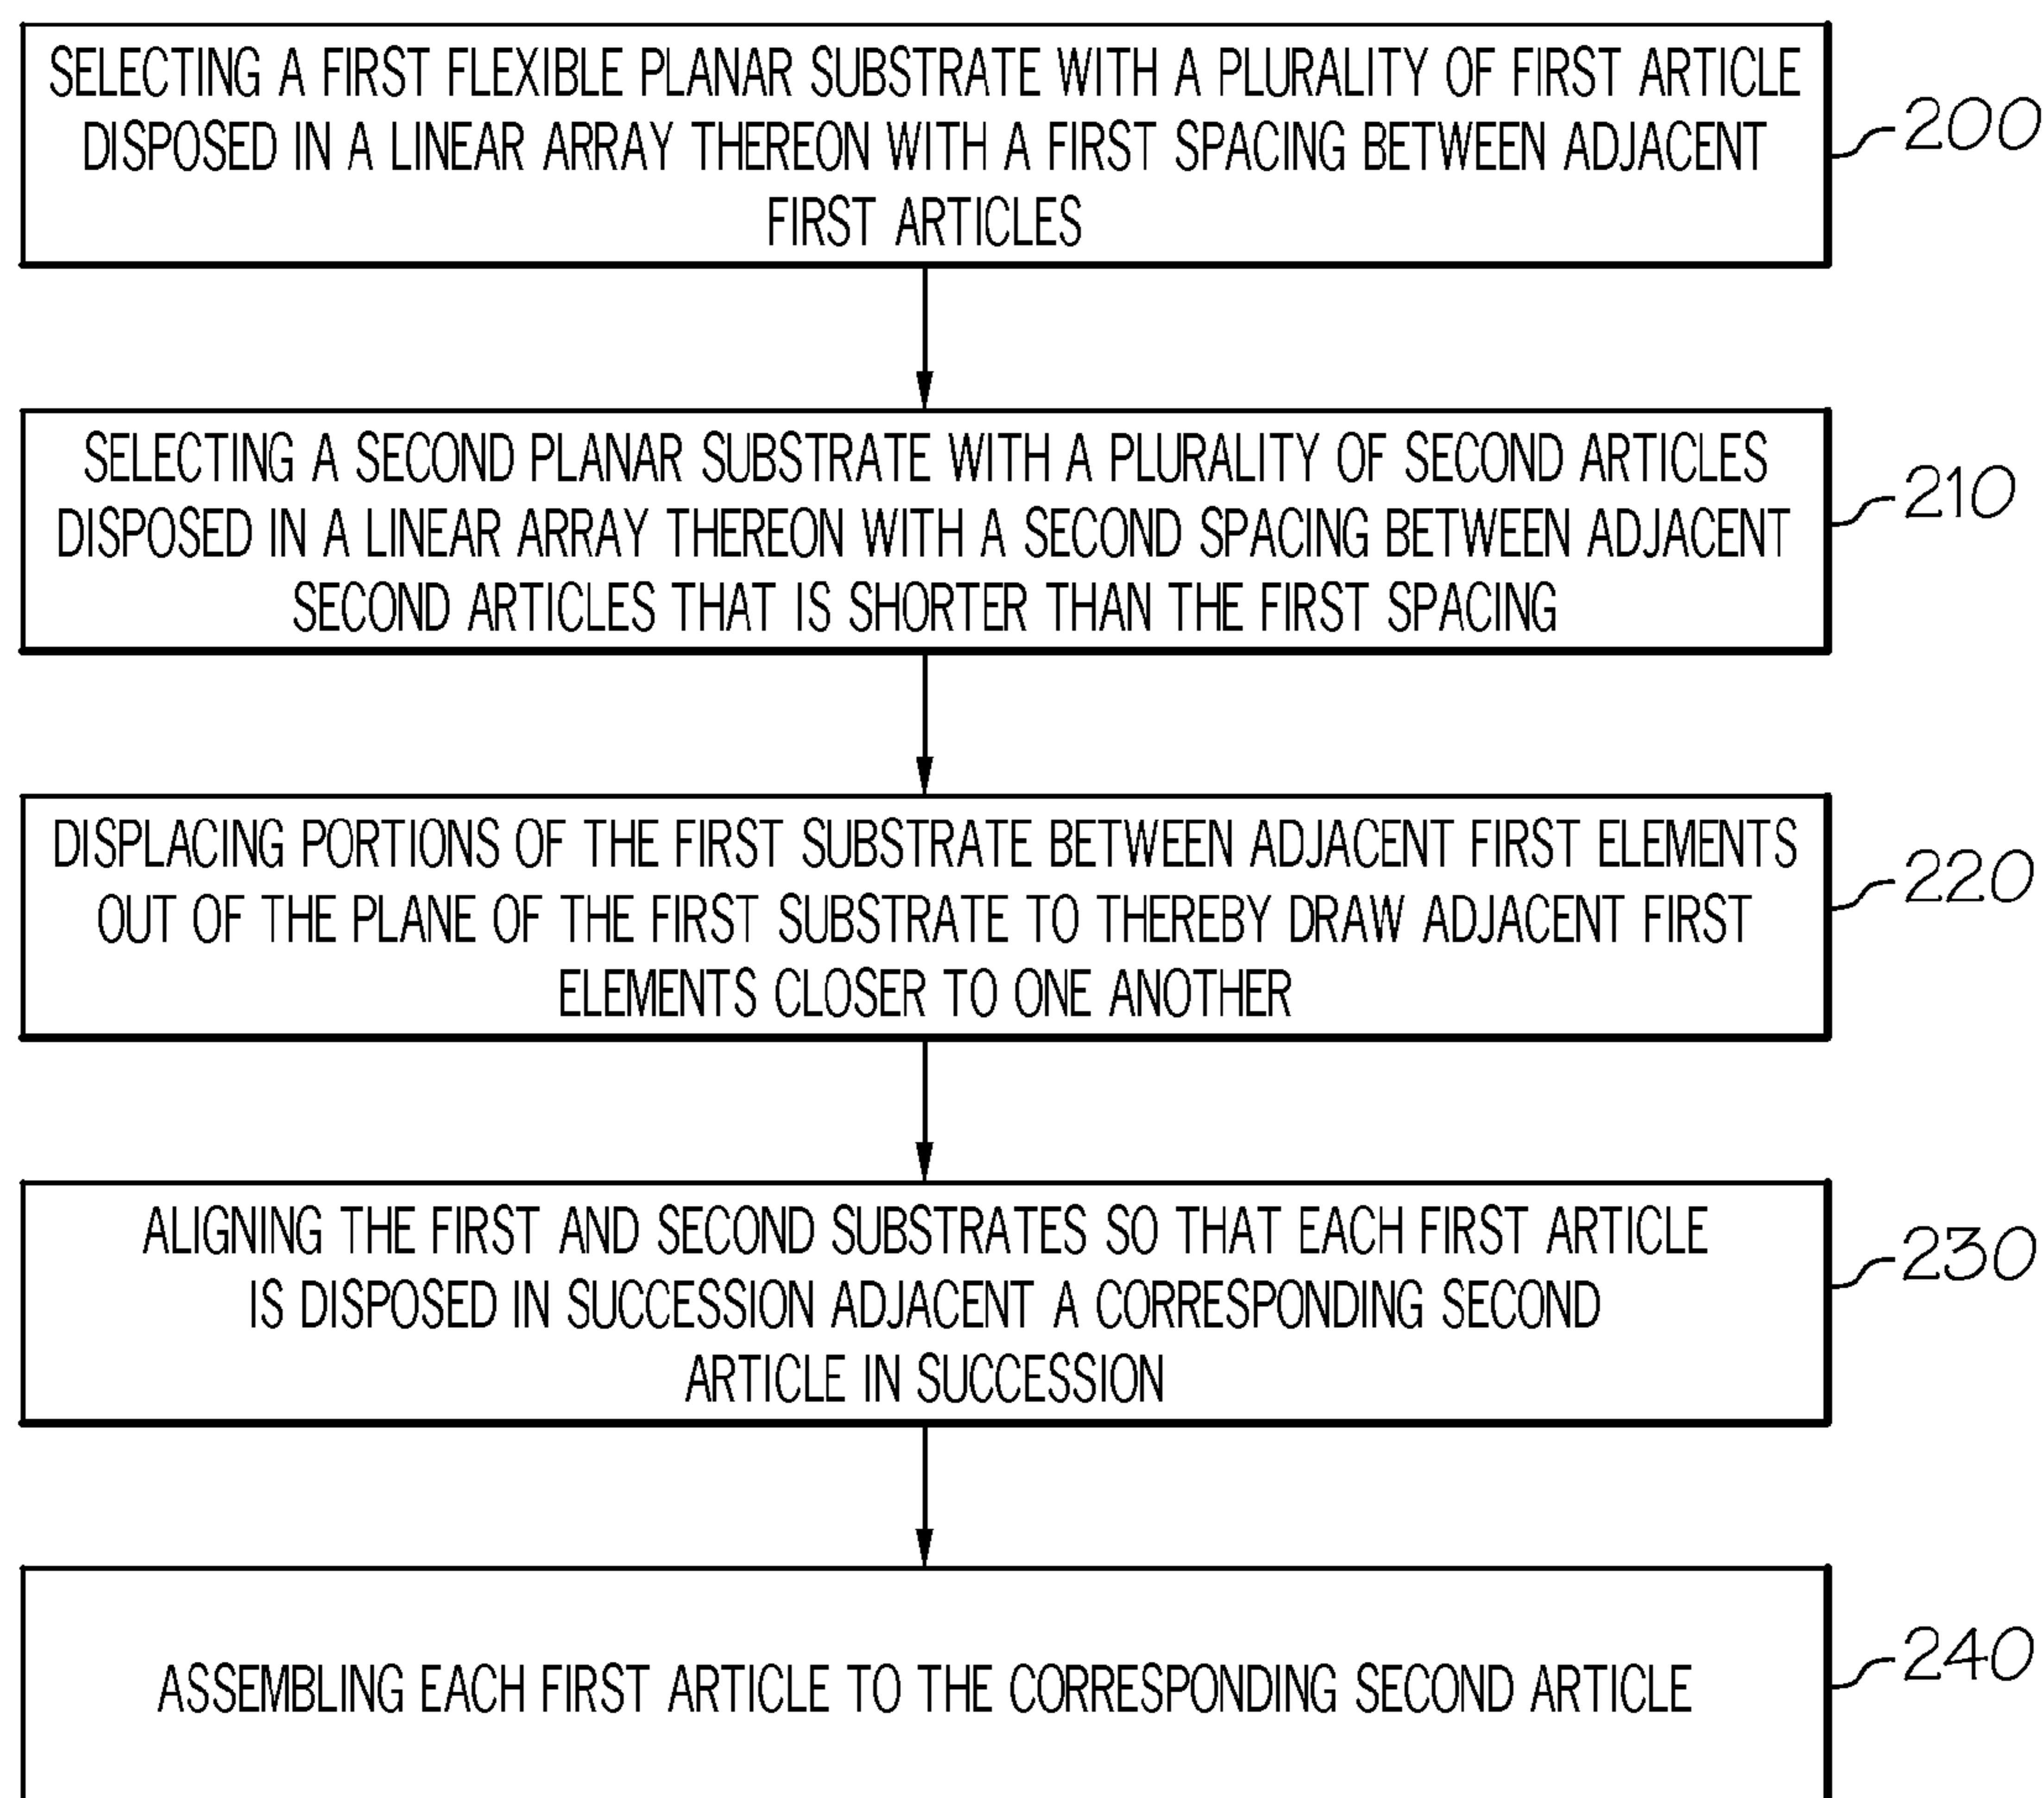 SELECTING A FIRST FLEXIBLE PLANAR SUBSTRATE WITH A PLURALITY OF FIRST ARTICLE
DISPOSED IN A LINEAR ARRAY THEREON WITH A FIRST SPACING BETWEEN ADJACENT
FIRST ARTICLES
200
SELECTING A SECOND PLANAR SUBSTRATE WITH A PLURALITY OF SECOND ARTICLES
DISPOSED IN A LINEAR ARRAY THEREON WITH A SECOND SPACING BETWEEN ADJACENT
SECOND ARTICLES THAT IS SHORTER THAN THE FIRST SPACING
210
DISPLACING PORTIONS OF THE FIRST SUBSTRATE BETWEEN ADJACENT FIRST ELEMENTS
OUT OF THE PLANE OF THE FIRST SUBSTRATE TO THEREBY DRAW ADJACENT FIRST
ELEMENTS CLOSER TO ONE ANOTHER
220
ALIGNING THE FIRST AND SECOND SUBSTRATES SO THAT EACH FIRST ARTICLE
IS DISPOSED IN SUCCESSION ADJACENT A CORRESPONDING SECOND
ARTICLE IN SUCCESSION
230
ASSEMBLING EACH FIRST ARTICLE TO THE CORRESPONDING SECOND ARTICLE
240